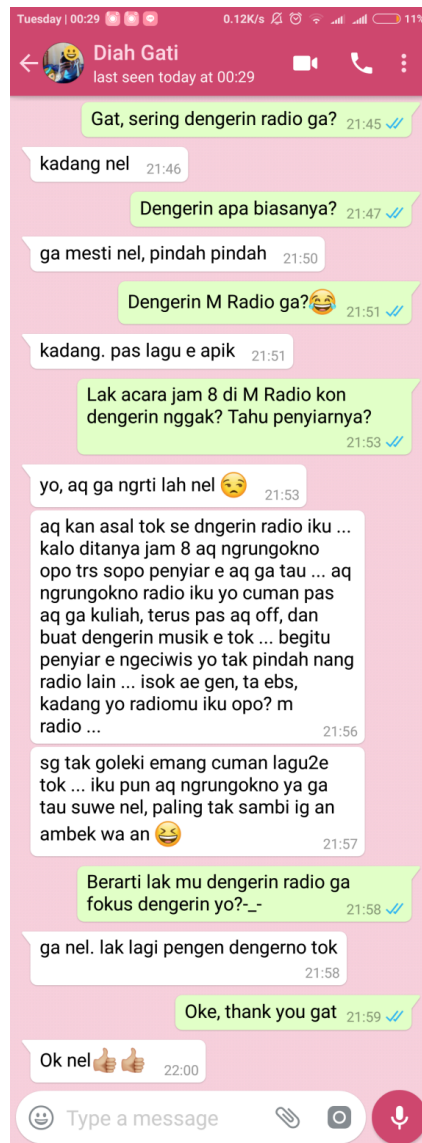 Tuesday | 00:29
0.12K/s
11%
Diah Gati
last seen today at 00:29
Gat, sering dengerin radio ga? 21:45
kadang nel 21:46
Dengerin apa biasanya? 21:47
ga mesti nel, pindah pindah 21:50
Dengerin M Radio ga?😂 21:51
kadang. pas lagu e apik 21:51
Lak acara jam 8 di M Radio kon
dengerin nggak? Tahu penyiarnya?
21:53
yo, aq ga ngrti lah nel 😒 21:53
aq kan asal tok se dngerin radio iku ...
kalo ditanya jam 8 aq ngrungokno
opo trs sopo penyiar e aq ga tau ... aq
ngrungokno radio iku yo cuman pas
aq ga kuliah, terus pas aq off, dan
buat dengerin musik e tok ... begitu
penyiar e ngeciwis yo tak pindah nang
radio lain ... isok ae gen, ta ebs,
kadang yo radiomu iku opo? m
radio ... 21:56
sg tak goleki emang cuman lagu2e
tok ... iku pun aq ngrungokno ya ga
tau suwe nel, paling tak sambi ig an
ambek wa an 😆 21:57
Berarti lak mu dengerin radio ga
fokus dengerin yo?-_- 21:58
ga nel. lak lagi pengen dengerno tok
21:58
Oke, thank you gat 21:59
Ok nel👍🏼👍🏼 22:00
Type a message